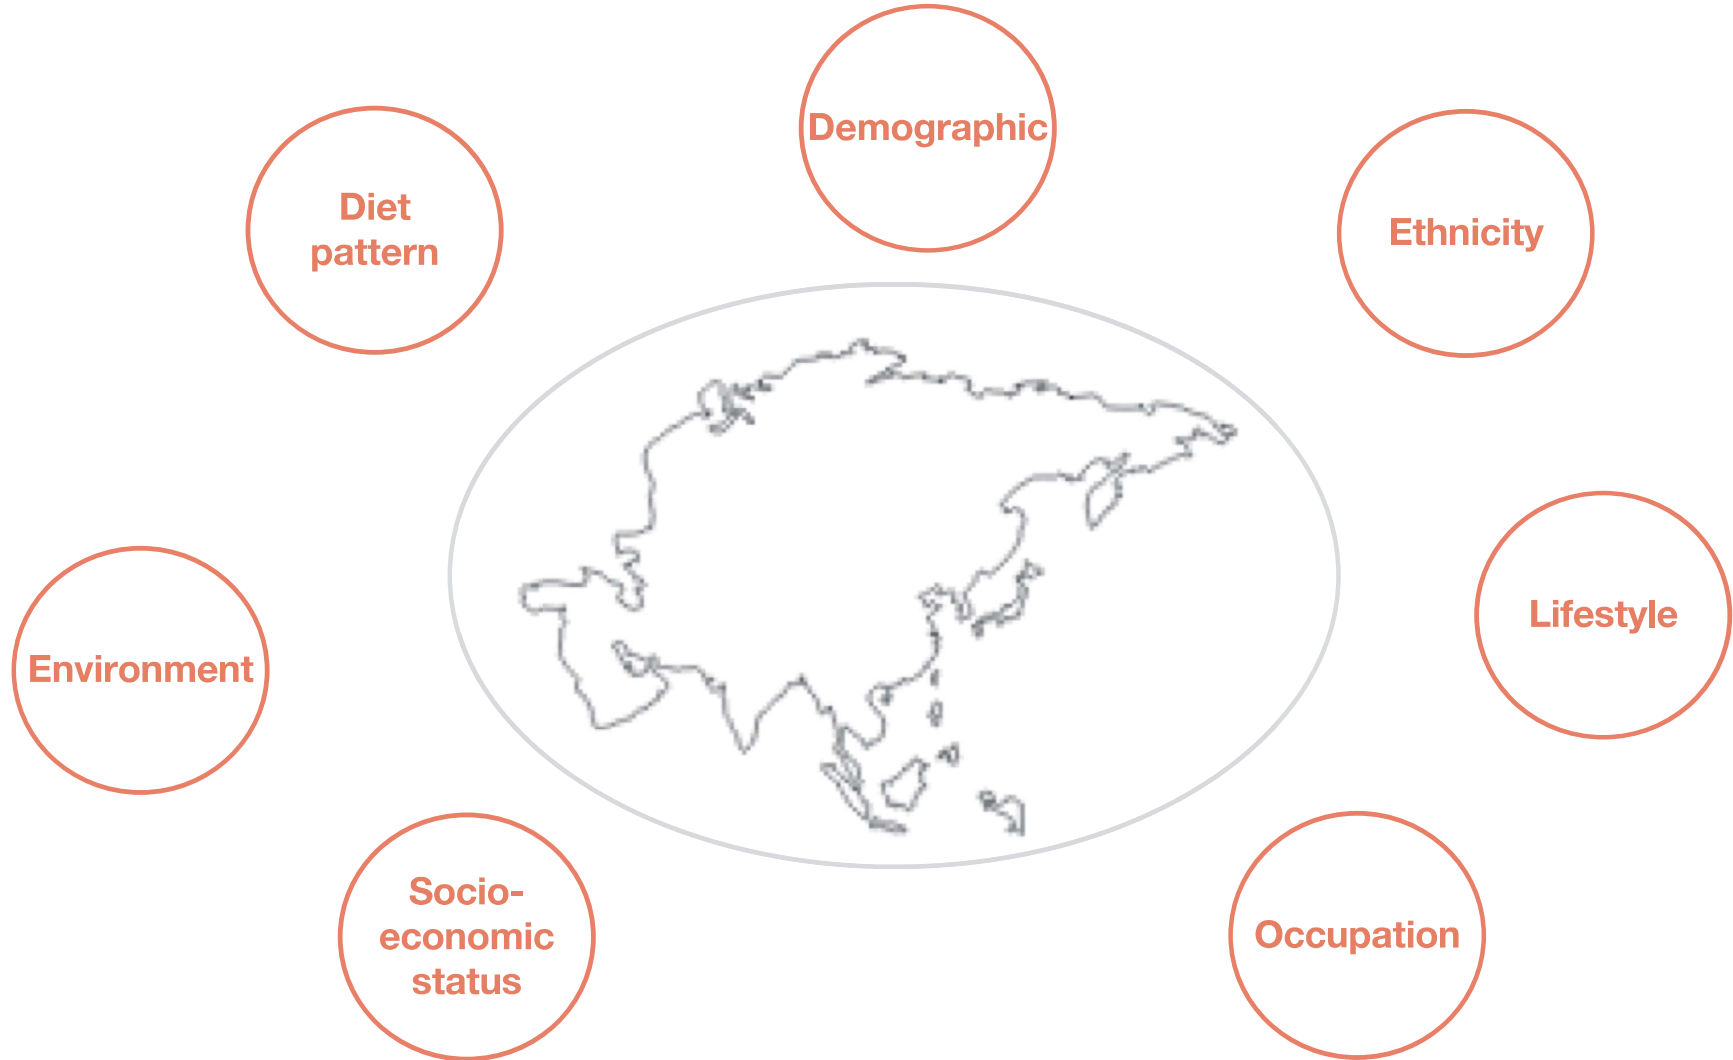 Demographic
Diet
pattern
Ethnicity
Lifestyle
Environment
Socio-
economic
status
Occupation